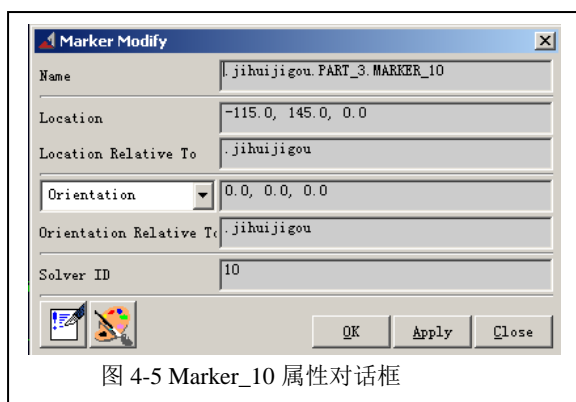 Marker Modify
Name .jihuijigou.PART_3.MARKER_10
Location -115.0, 145.0, 0.0
Location Relative To .jihuijigou
Orientation 0.0, 0.0, 0.0
Orientation Relative To .jihuijigou
Solver ID 10
OK Apply Close
图 4-5 Marker_10 属性对话框